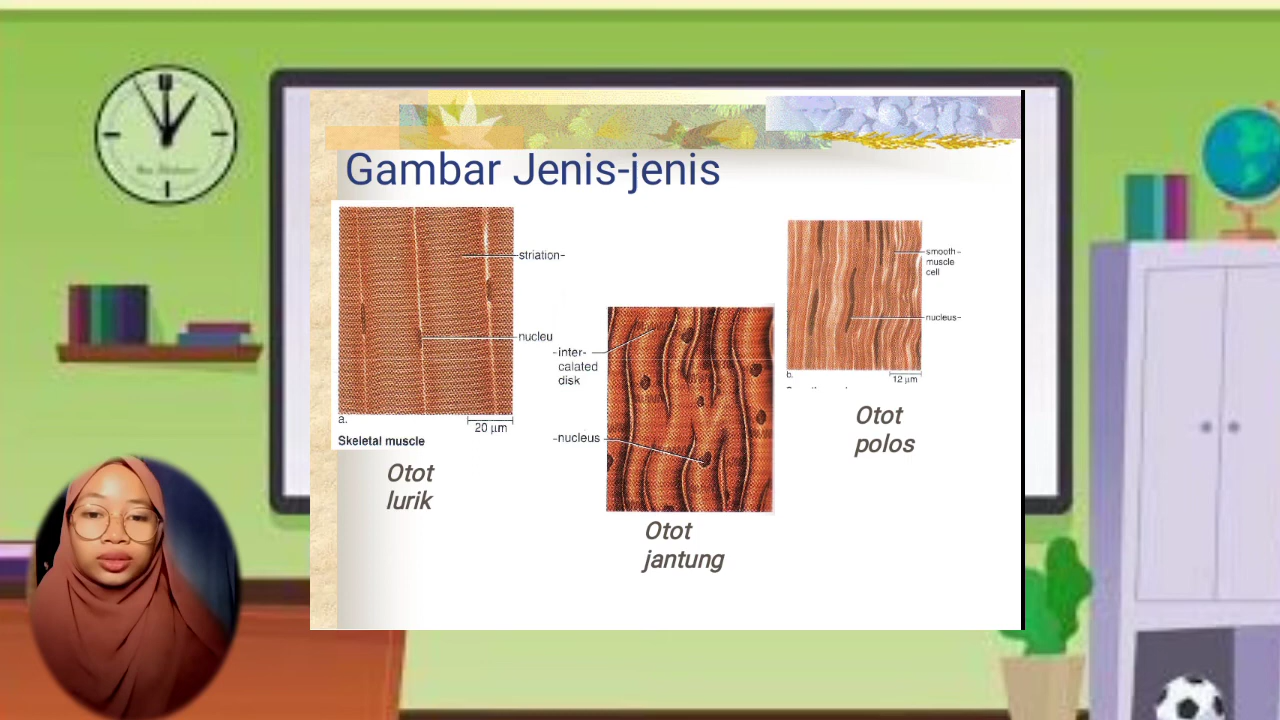 Gambar Jenis-jenis
striation
nucleu
a.
20 µm
Skeletal muscle
Otot
lurik
inter-
calated
disk
nucleus
Otot
jantung
smooth
muscle
cell
nucleus
b.
12 µm
Otot
polos